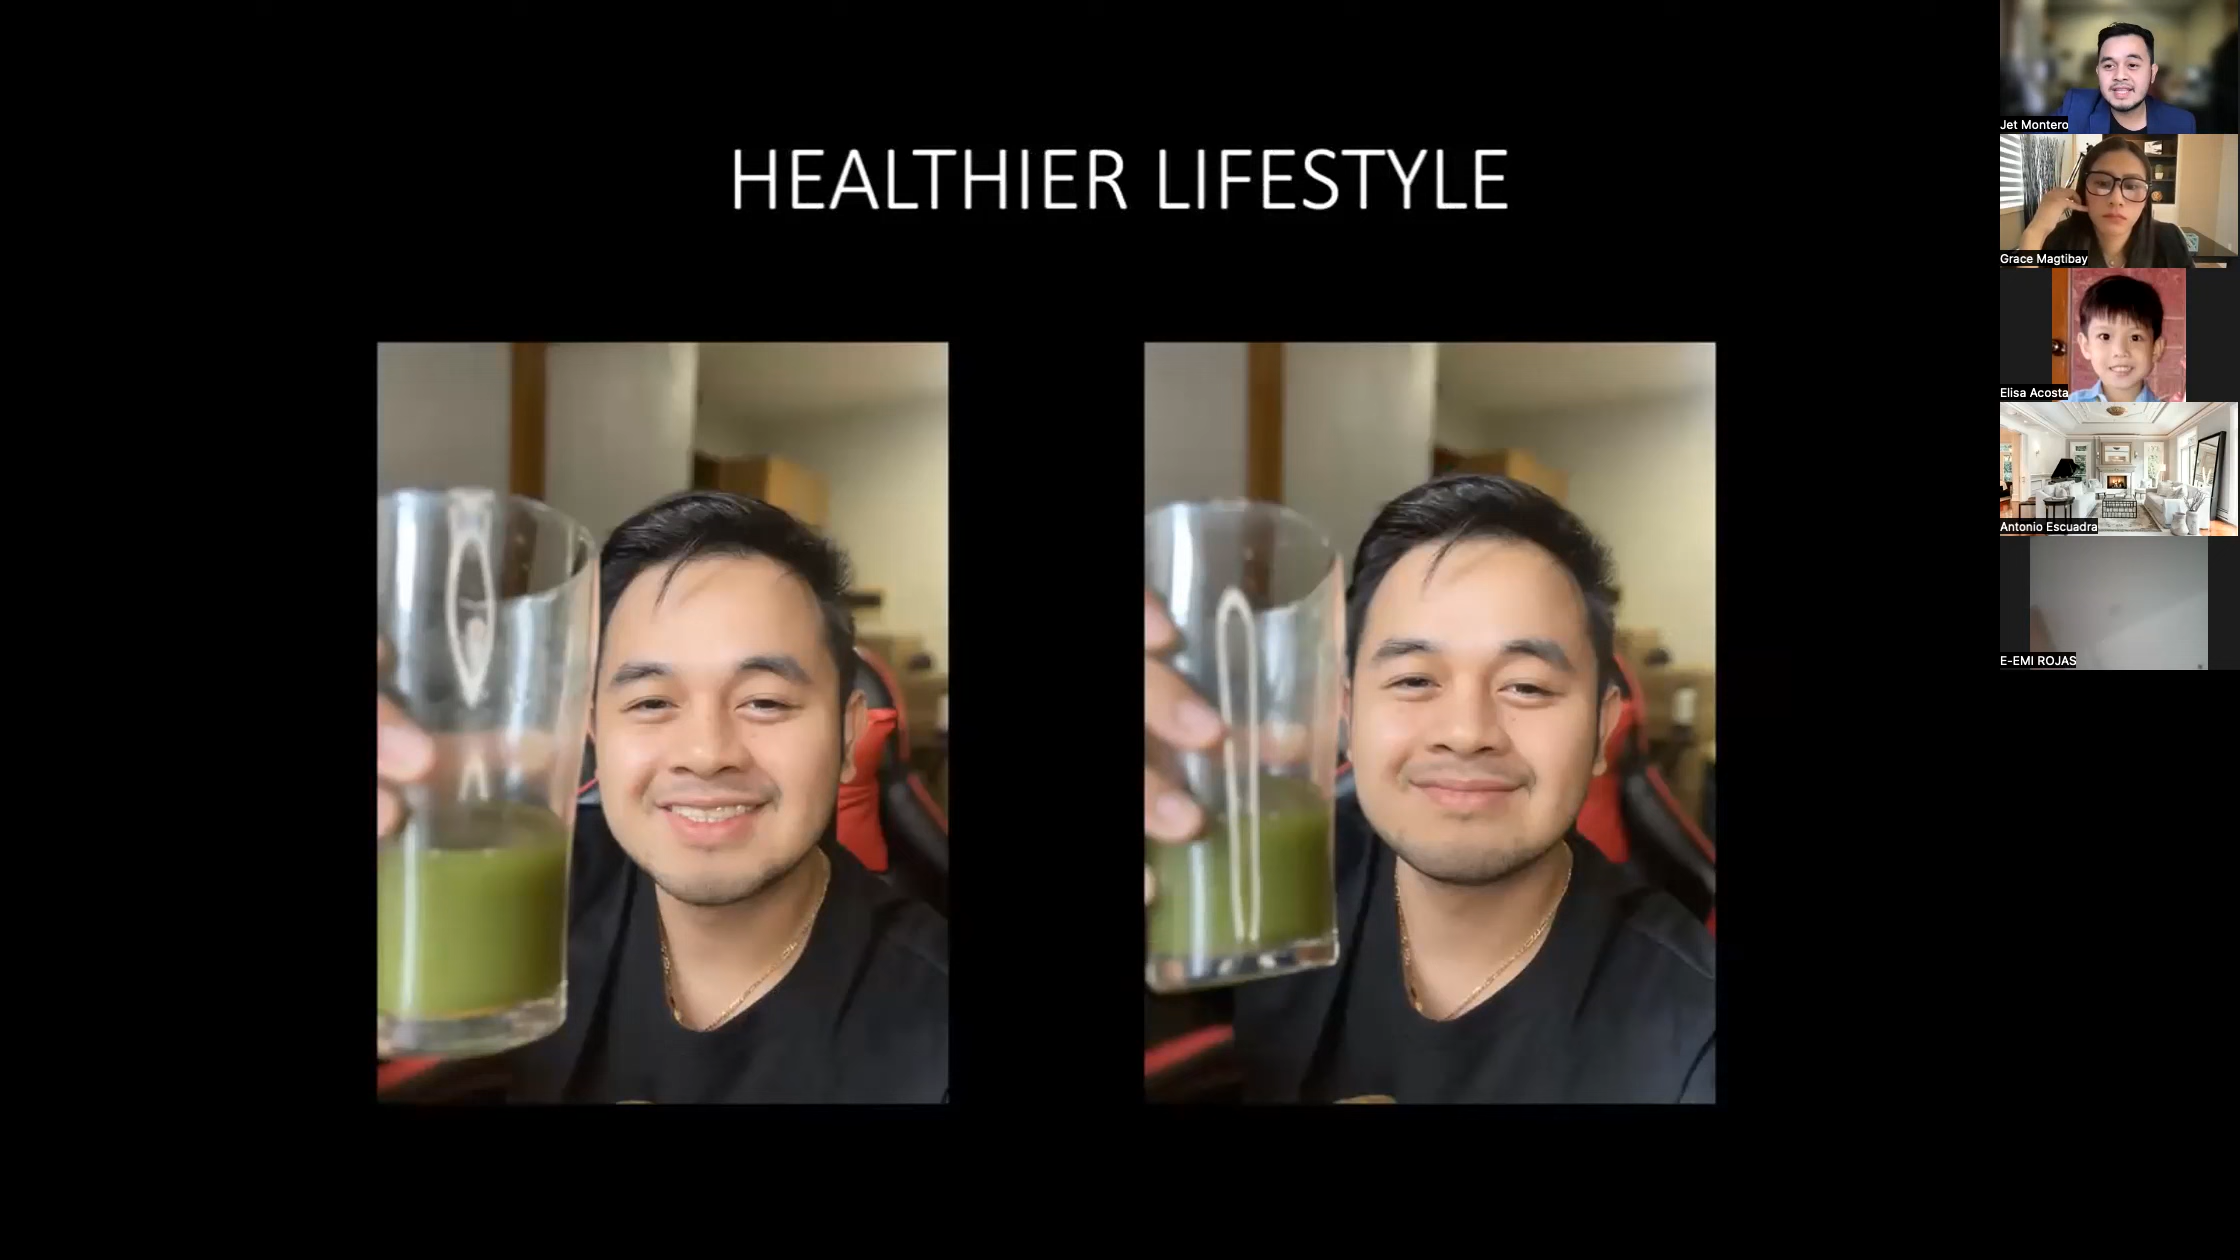 HEALTHIER LIFESTYLE
Jet Montero
Grace Magtibay
Elisa Acosta
Antonio Escuadra
E-EMI ROJAS